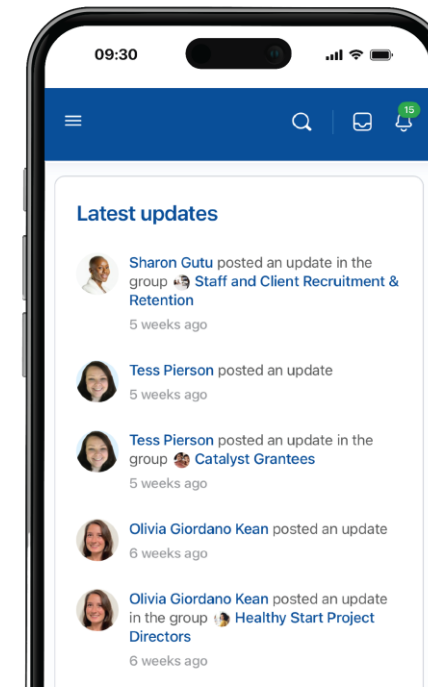 09:30
15
Latest updates
Sharon Gutu posted an update in the
group Staff and Client Recruitment &
Retention
5 weeks ago
Tess Pierson posted an update
5 weeks ago
Tess Pierson posted an update in the
group Catalyst Grantees
5 weeks ago
Olivia Giordano Kean posted an update
6 weeks ago
Olivia Giordano Kean posted an update
in the group Healthy Start Project
Directors
6 weeks ago